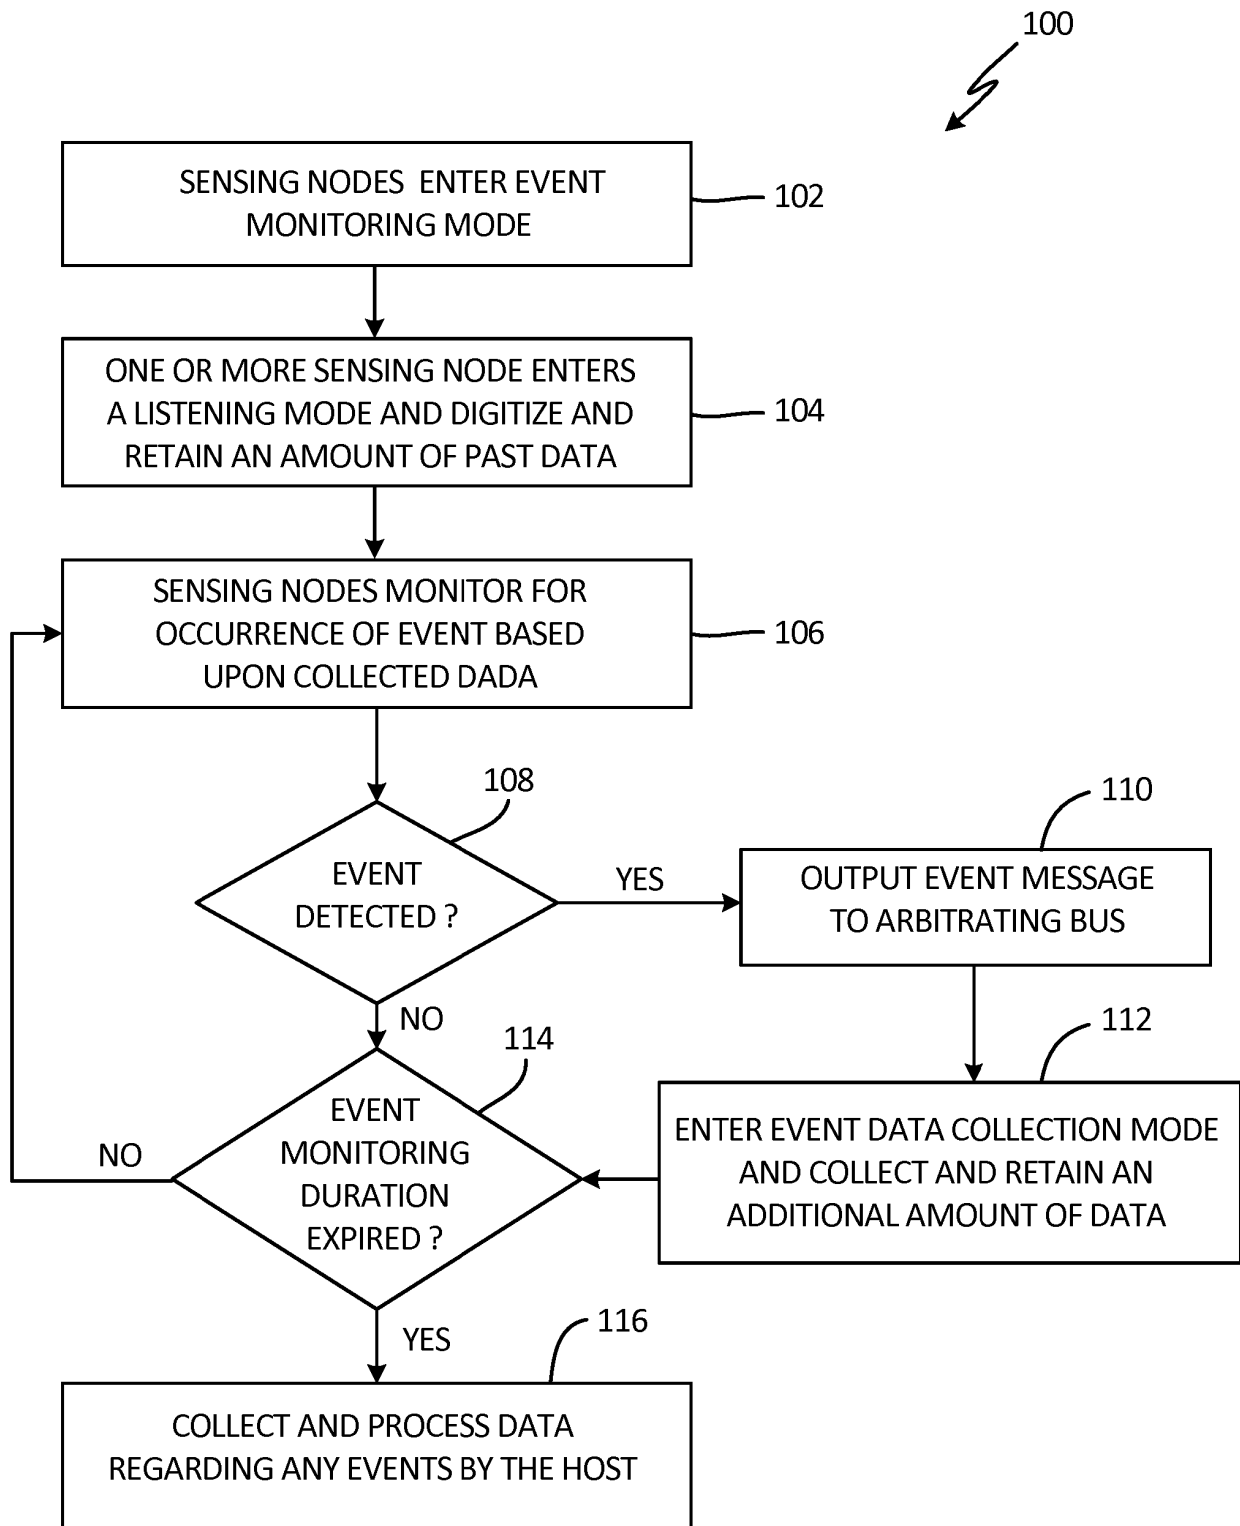 100
SENSING NODES ENTER EVENT
MONITORING MODE
102
ONE OR MORE SENSING NODE ENTERS
A LISTENING MODE AND DIGITIZE AND
RETAIN AN AMOUNT OF PAST DATA
104
SENSING NODES MONITOR FOR
OCCURRENCE OF EVENT BASED
UPON COLLECTED DADA
106
108
EVENT
DETECTED ?
YES
110
OUTPUT EVENT MESSAGE
TO ARBITRATING BUS
NO
112
ENTER EVENT DATA COLLECTION MODE
AND COLLECT AND RETAIN AN
ADDITIONAL AMOUNT OF DATA
114
EVENT
MONITORING
DURATION
EXPIRED ?
NO
YES
116
COLLECT AND PROCESS DATA
REGARDING ANY EVENTS BY THE HOST